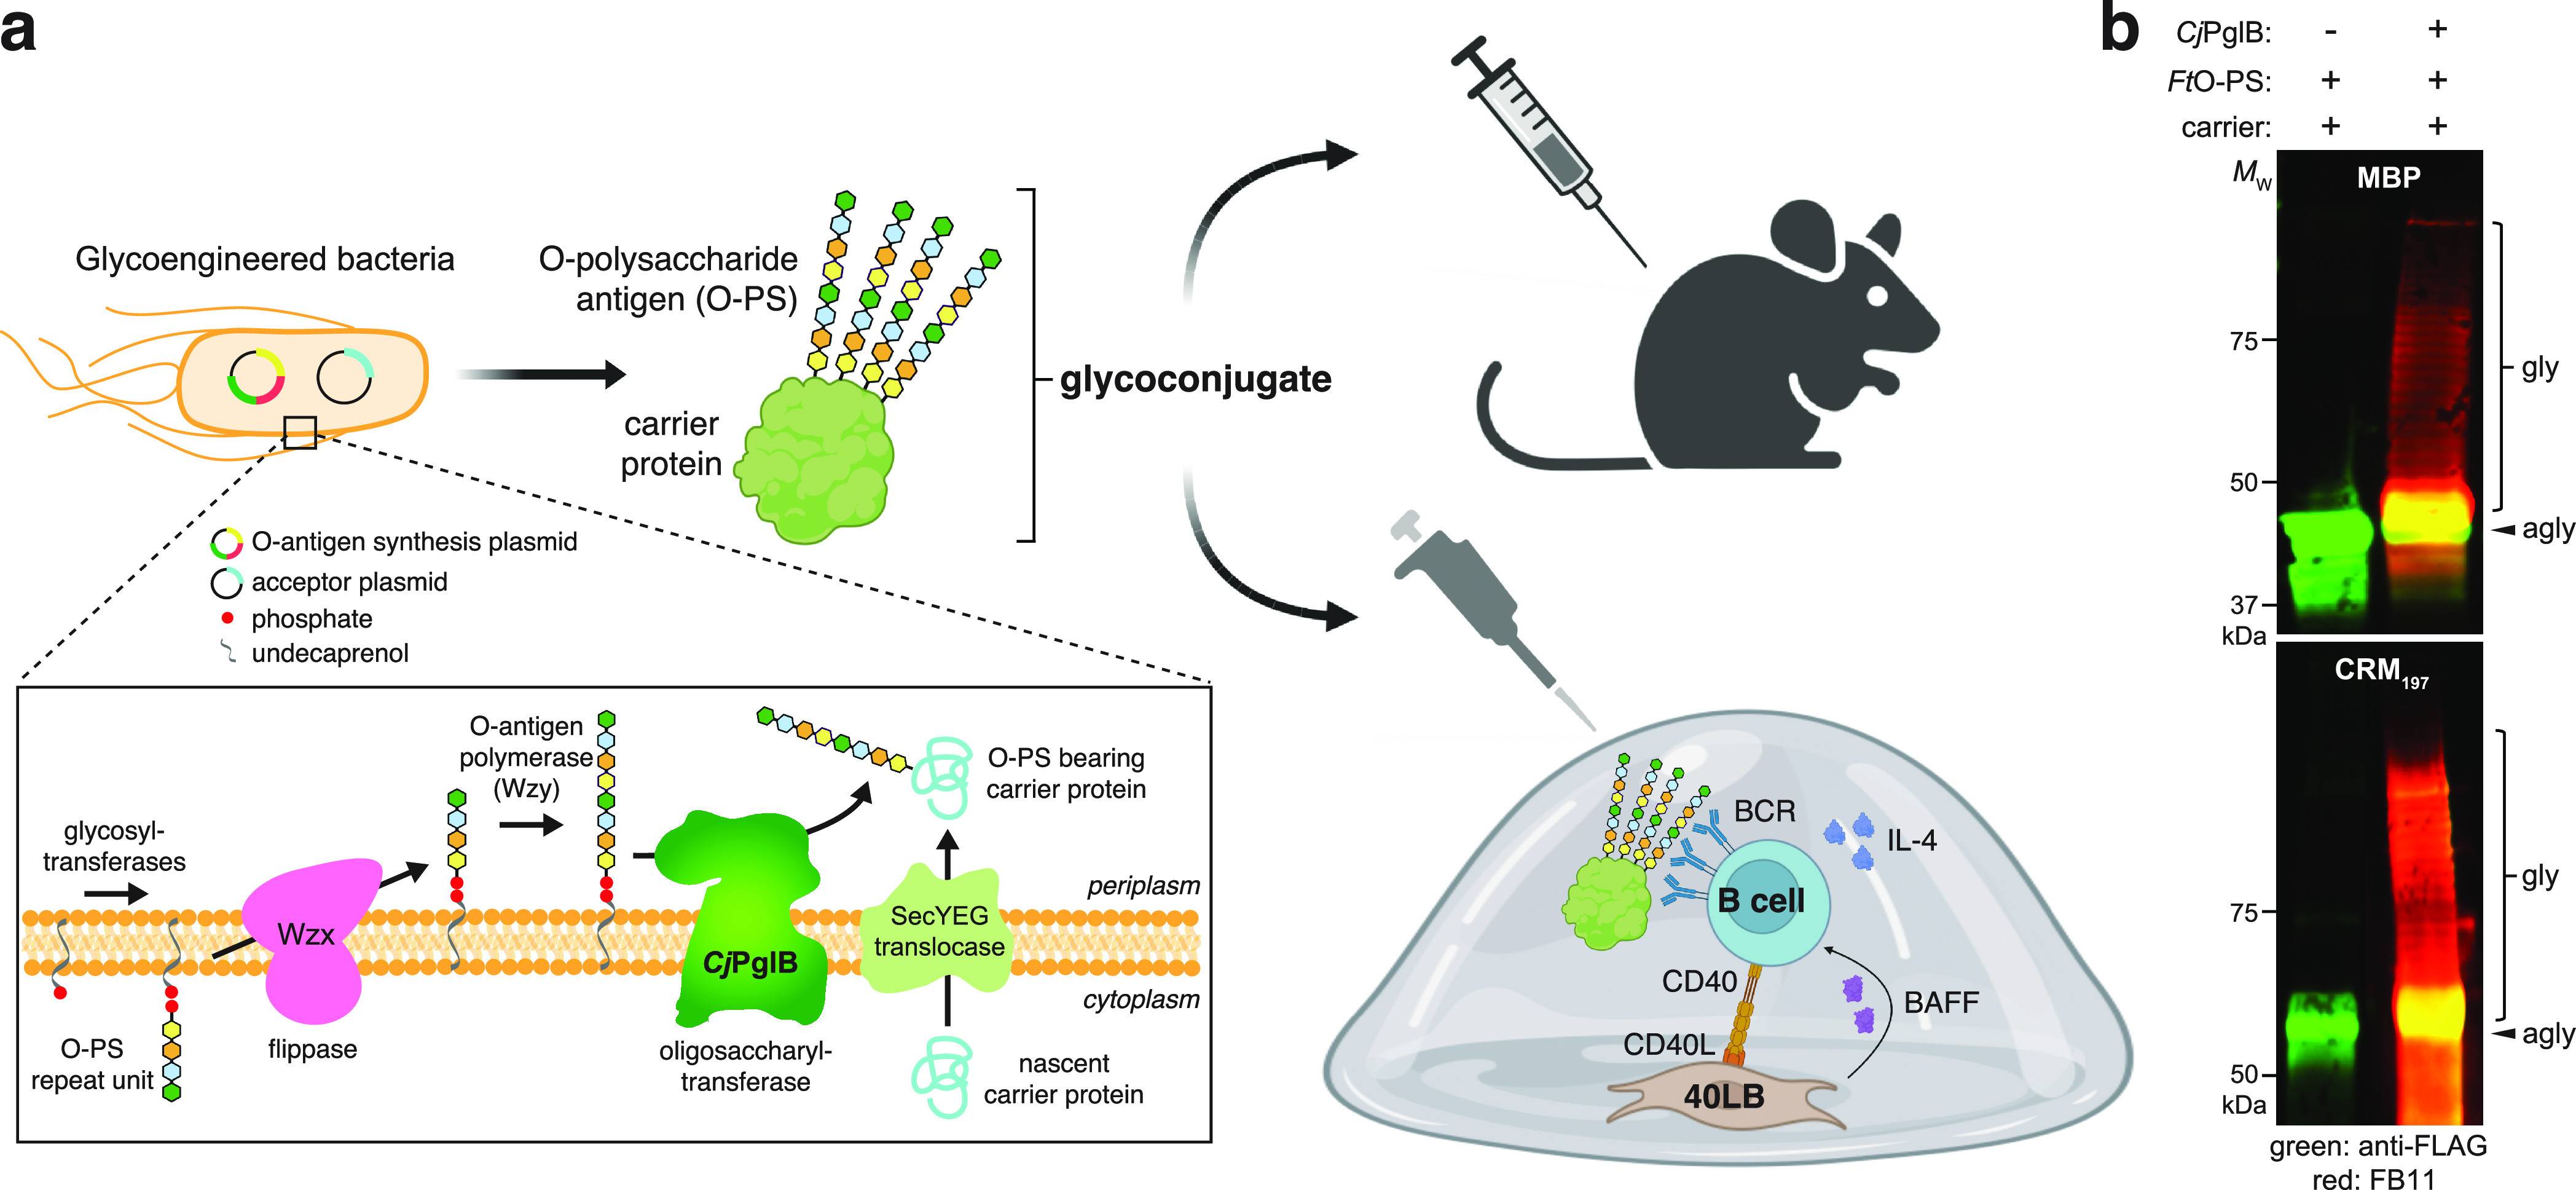 a
Glycoengineered bacteria
O-polysaccharide
antigen (O-PS)
carrier
protein
glycoconjugate
O-antigen synthesis plasmid
acceptor plasmid
phosphate
undecaprenol
glycosyl-
transferases
O-antigen
polymerase
(Wzy)
O-PS bearing
carrier protein
periplasm
Wzx
CjPglB
SecYEG
translocase
cytoplasm
O-PS
repeat unit
flippase
oligosaccharyl-
transferase
nascent
carrier protein
BCR
IL-4
B cell
CD40
BAFF
CD40L
40LB
b
CjPglB: - +
FtO-PS: + +
carrier: + +
Mw
MBP
75
gly
50
agly
37
kDa
CRM197
gly
75
agly
50
kDa
green: anti-FLAG
red: FB11